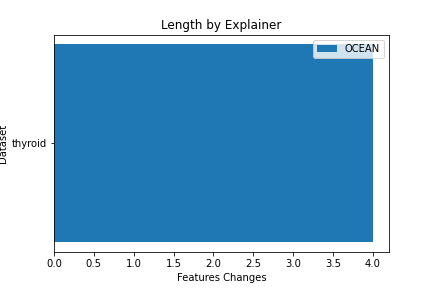 Length by Explainer
OCEAN
Dataset
thyroid
0.0 0.5 1.0 1.5 2.0 2.5 3.0 3.5 4.0
Features Changes